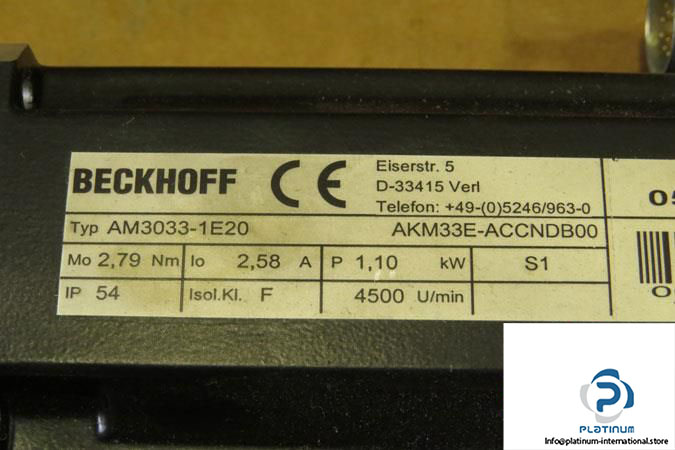 BECKHOFF CE
Eiserstr. 5
D-33415 Verl
Telefon: +49-(0)5246/963-0
Typ AM3033-1E20 AKM33E-ACCNDB00
Mo 2,79 Nm Io 2,58 A P 1,10 kW S1
IP 54 Isol.Kl. F 4500 U/min
PLATINUM
info@platinum-international.store